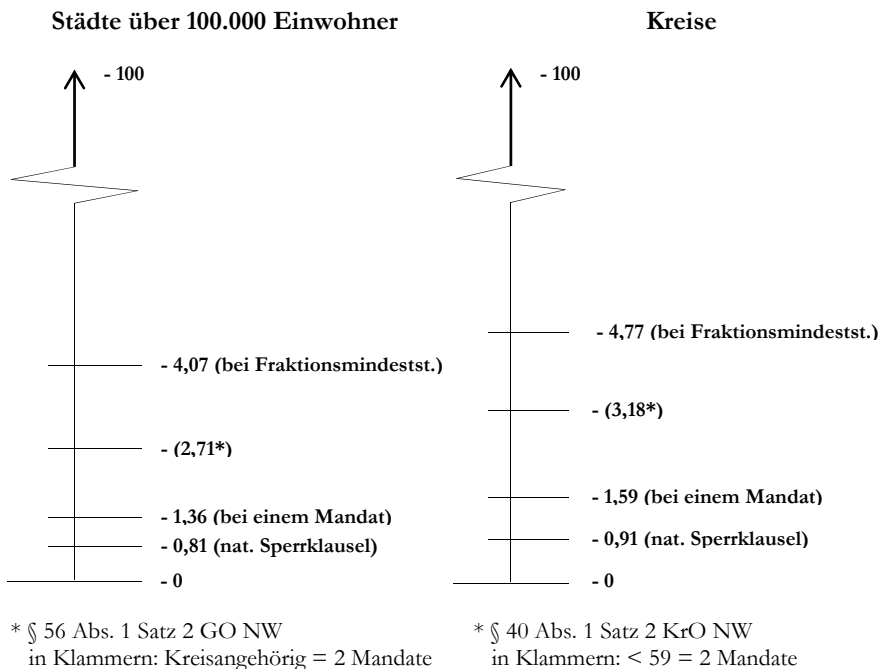 Städte über 100.000 Einwohner
- 100
- 4,07 (bei Fraktionsmindestst.)
- (2,71*)
- 1,36 (bei einem Mandat)
- 0,81 (nat. Sperrklausel)
- 0
* § 56 Abs. 1 Satz 2 GO NW
in Klammern: Kreisangehörig = 2 Mandate
Kreise
- 100
- 4,77 (bei Fraktionsmindestst.)
- (3,18*)
- 1,59 (bei einem Mandat)
- 0,91 (nat. Sperrklausel)
- 0
* § 40 Abs. 1 Satz 2 KrO NW
in Klammern: < 59 = 2 Mandate